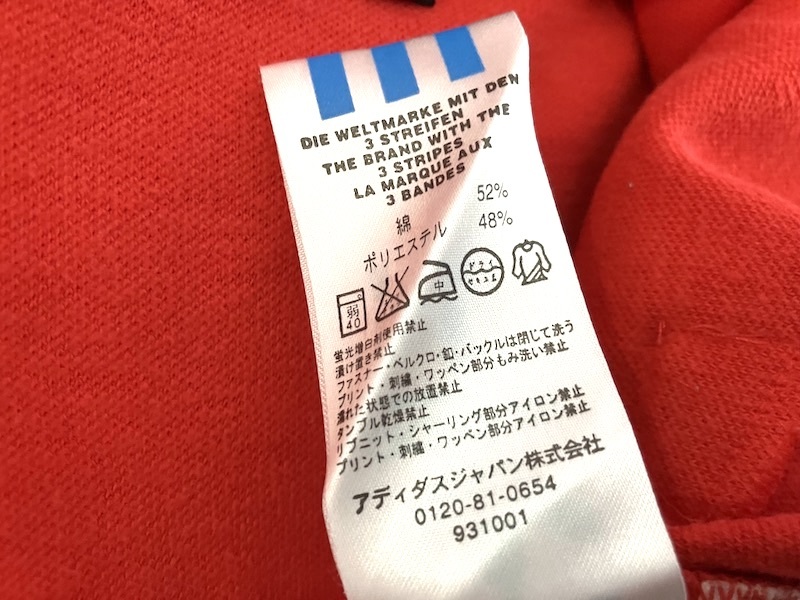 DIE WELTMARKE MIT DEN
3 STREIFEN
THE BRAND WITH THE
3 STRIPES
LA MARQUE AUX
3 BANDES
綿 52%
ポリエステル 48%
弱 40 中 ドライ セキユ系
蛍光増白剤使用禁止
漬け置き禁止
ファスナー・ベルクロ・釦・バックルは閉じて洗う
プリント・刺繍・ワッペン部分もみ洗い禁止
濡れた状態での放置禁止
タンブル乾燥禁止
リブニット・シャーリング部分アイロン禁止
プリント・刺繍・ワッペン部分アイロン禁止
アディダスジャパン株式会社
0120-81-0654
931001